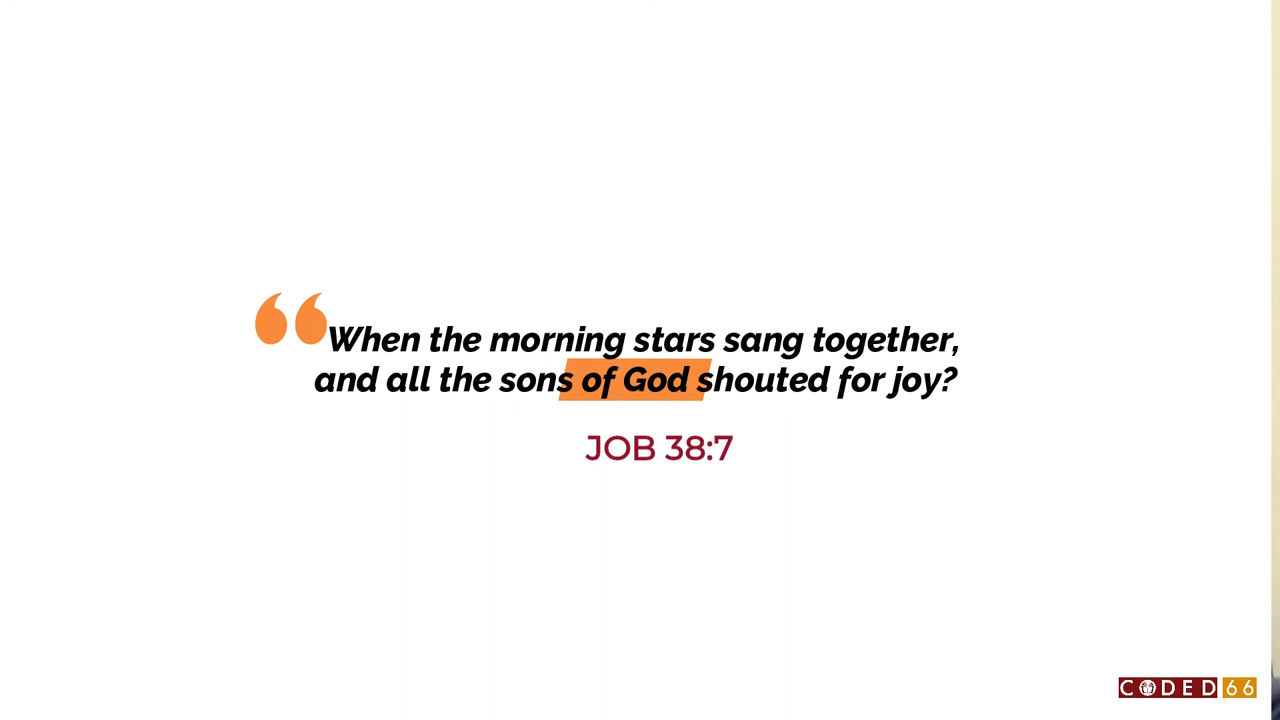 “When the morning stars sang together,
and all the sons of God shouted for joy?
JOB 38:7
CODED 66